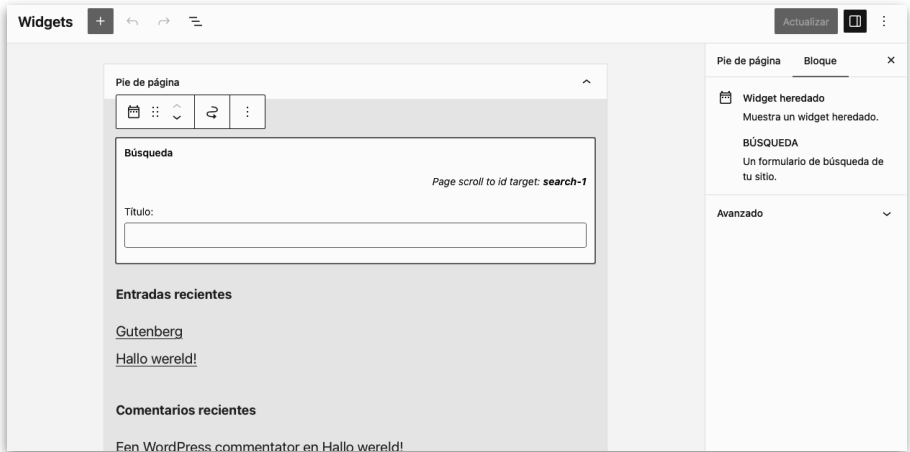 Widgets
Actualizar
Pie de página
Bloque
Pie de página
Widget heredado
Muestra un widget heredado.
BÚSQUEDA
Un formulario de búsqueda de
tu sitio.
Avanzado
Búsqueda
Page scroll to id target: search-1
Título:
Entradas recientes
Gutenberg
Hallo wereld!
Comentarios recientes
Een WordPress commentator en Hallo wereld!